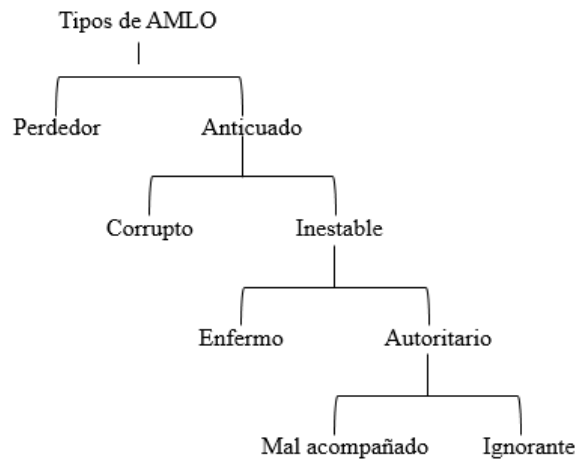 Tipos de AMLO
Perdedor Anticuado
Corrupto Inestable
Enfermo Autoritario
Mal acompañado Ignorante